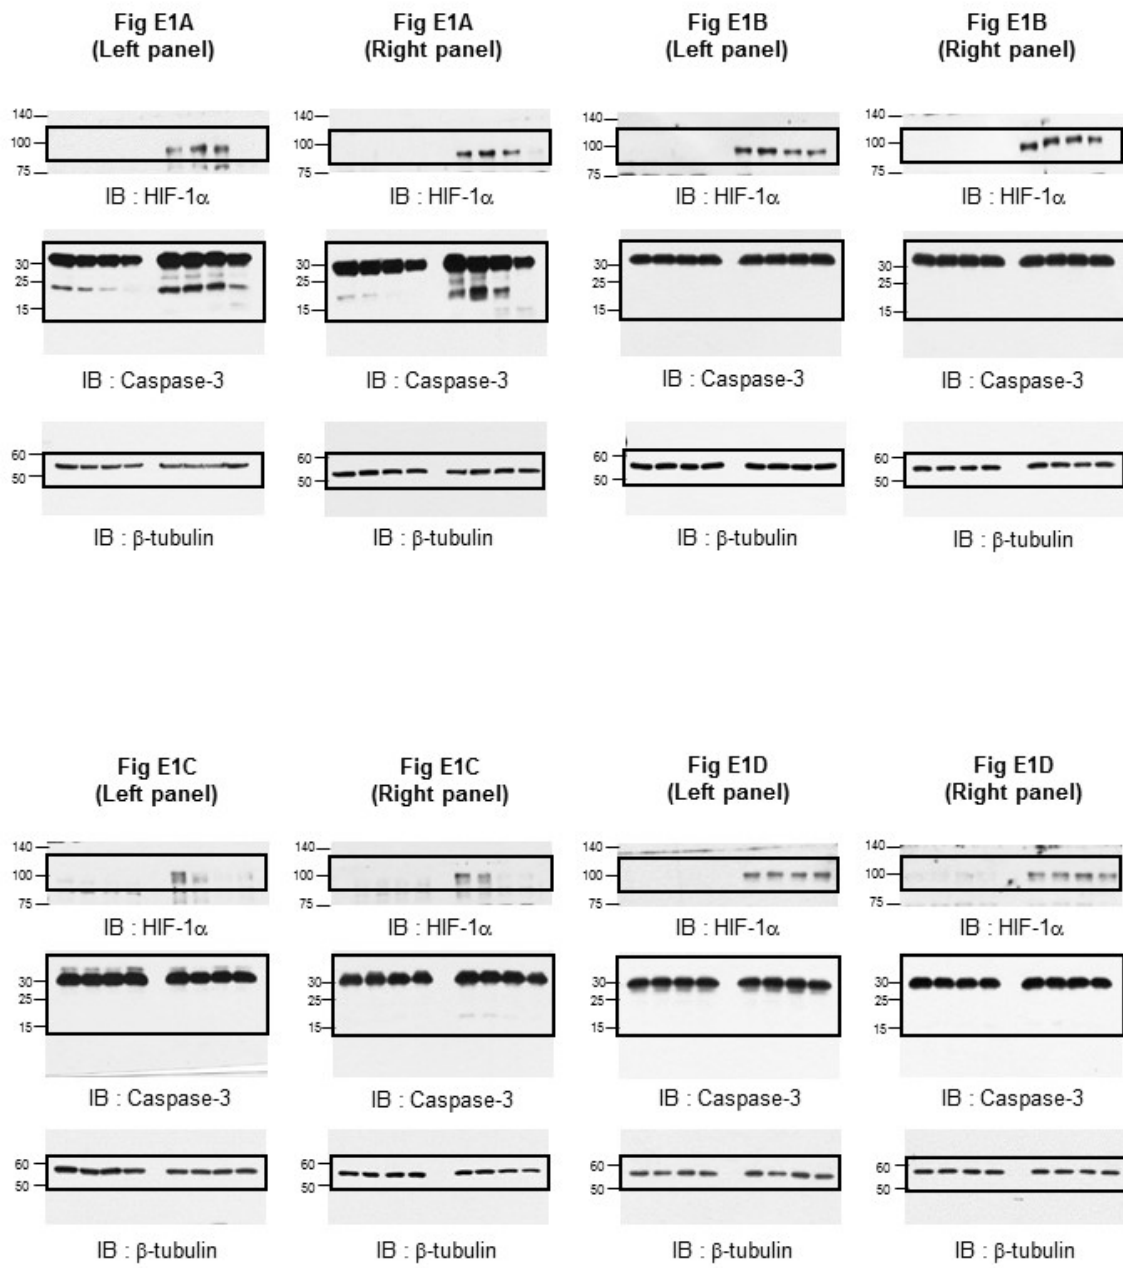 Fig E1A
(Left panel)
Fig E1A
(Right panel)
Fig E1B
(Left panel)
Fig E1B
(Right panel)
140
100
75
IB : HIF-1α
140
100
75
IB : HIF-1α
140
100
75
IB : HIF-1α
140
100
75
IB : HIF-1α
30
25
15
IB : Caspase-3
30
25
15
IB : Caspase-3
30
25
15
IB : Caspase-3
30
25
15
IB : Caspase-3
60
50
IB : β-tubulin
60
50
IB : β-tubulin
60
50
IB : β-tubulin
60
50
IB : β-tubulin
Fig E1C
(Left panel)
Fig E1C
(Right panel)
Fig E1D
(Left panel)
Fig E1D
(Right panel)
140
100
75
IB : HIF-1α
140
100
75
IB : HIF-1α
140
100
75
IB : HIF-1α
140
100
75
IB : HIF-1α
30
25
15
IB : Caspase-3
30
25
15
IB : Caspase-3
30
25
15
IB : Caspase-3
30
25
15
IB : Caspase-3
60
50
IB : β-tubulin
60
50
IB : β-tubulin
60
50
IB : β-tubulin
60
50
IB : β-tubulin